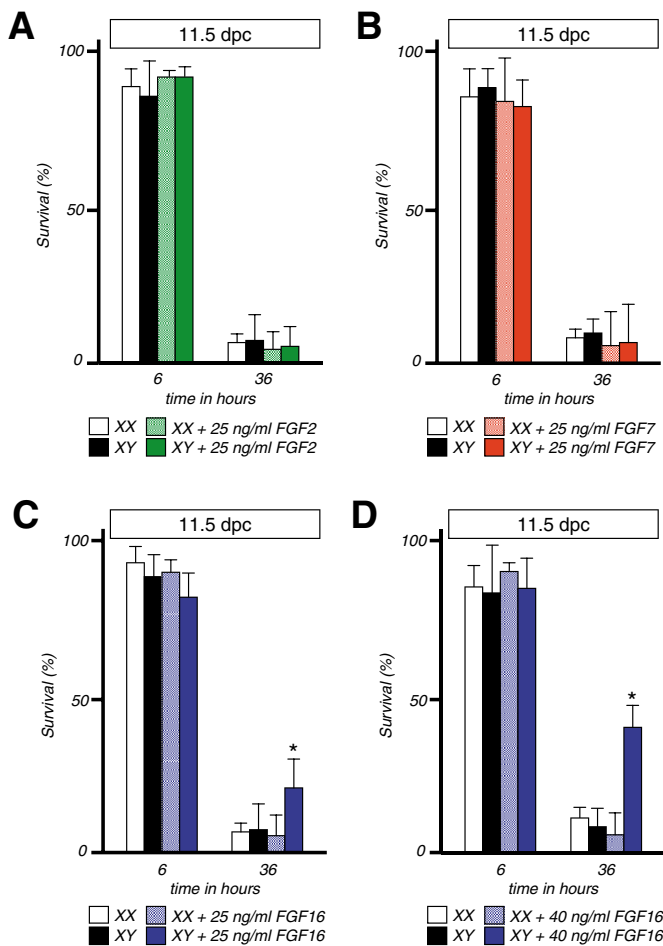 A
11.5 dpc
100
50
0
Survival (%)
6 36
time in hours
XX XX + 25 ng/ml FGF2
XY XY + 25 ng/ml FGF2
B
11.5 dpc
100
50
0
Survival (%)
6 36
time in hours
XX XX + 25 ng/ml FGF7
XY XY + 25 ng/ml FGF7
C
11.5 dpc
100
50
0
Survival (%)
*
6 36
time in hours
XX XX + 25 ng/ml FGF16
XY XY + 25 ng/ml FGF16
D
11.5 dpc
100
50
0
Survival (%)
*
6 36
time in hours
XX XX + 40 ng/ml FGF16
XY XY + 40 ng/ml FGF16